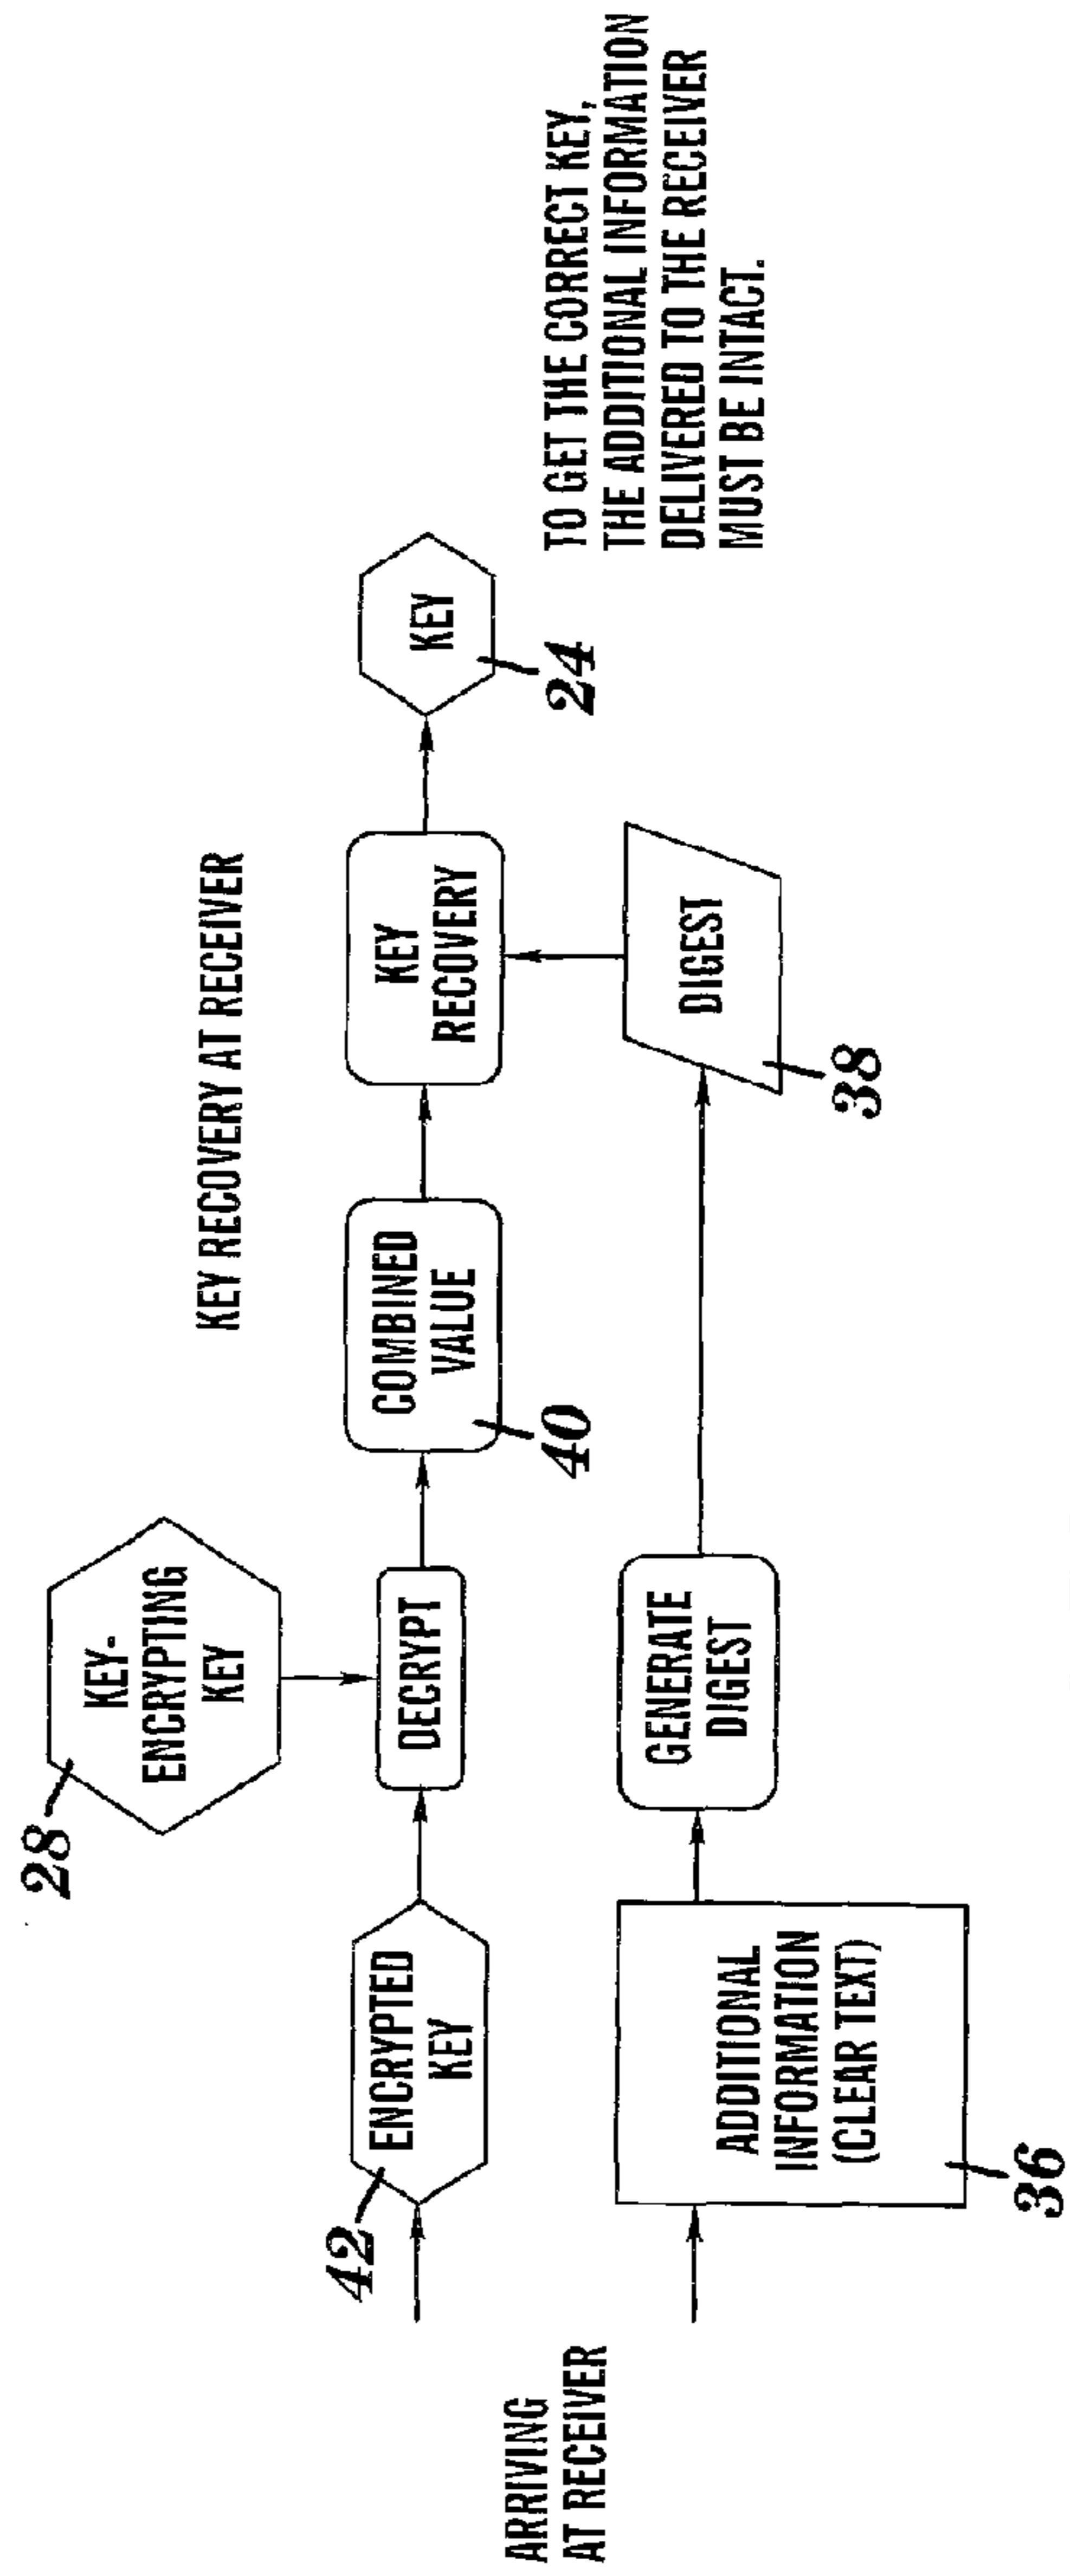 KEY RECOVERY AT RECEIVER
28
KEY-
ENCRYPTING
KEY
ARRIVING
AT RECEIVER
42
ENCRYPTED
KEY
DECRYPT
COMBINED
VALUE
40
KEY
RECOVERY
KEY
24
ADDITIONAL
INFORMATION
(CLEAR TEXT)
36
GENERATE
DIGEST
DIGEST
38
TO GET THE CORRECT KEY,
THE ADDITIONAL INFORMATION
DELIVERED TO THE RECEIVER
MUST BE INTACT.